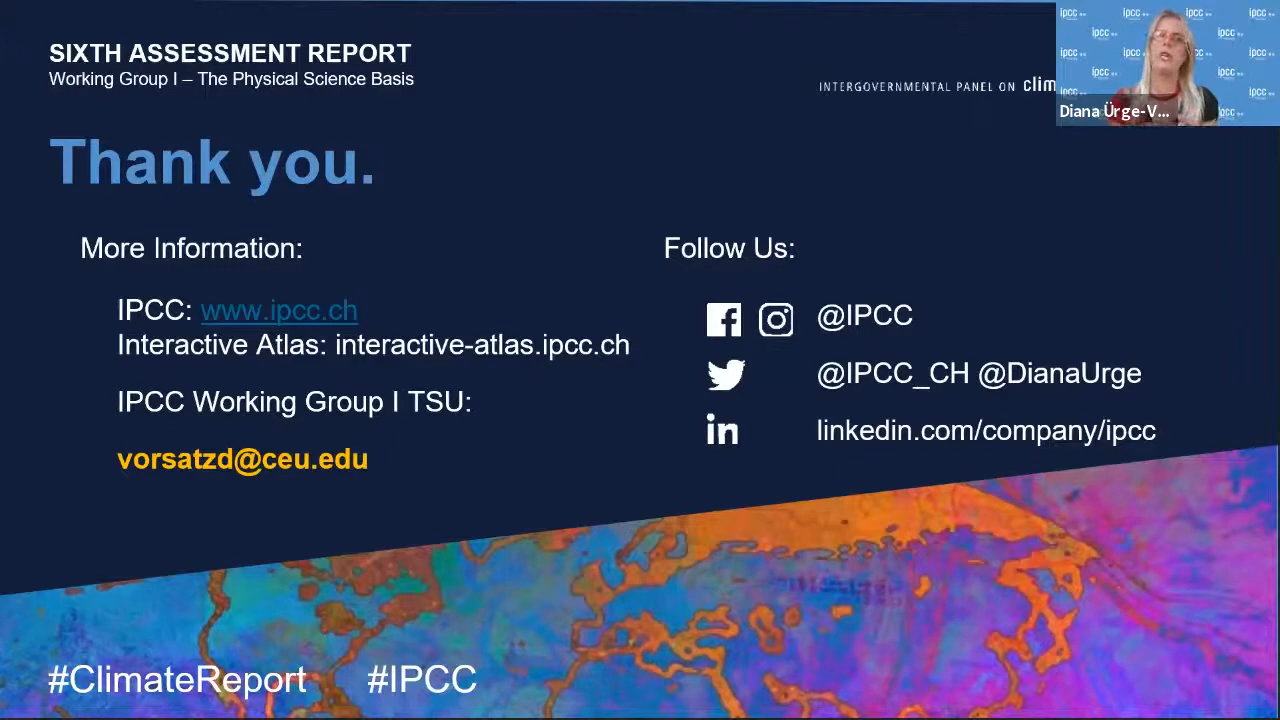 SIXTH ASSESSMENT REPORT
Working Group I – The Physical Science Basis
INTERGOVERNMENTAL PANEL ON clim
Diana Ürge-V...
Thank you.
More Information:
IPCC: www.ipcc.ch
Interactive Atlas: interactive-atlas.ipcc.ch
IPCC Working Group I TSU:
vorsatzd@ceu.edu
Follow Us:
@IPCC
@IPCC_CH @DianaUrge
in
linkedin.com/company/ipcc
#ClimateReport #IPCC